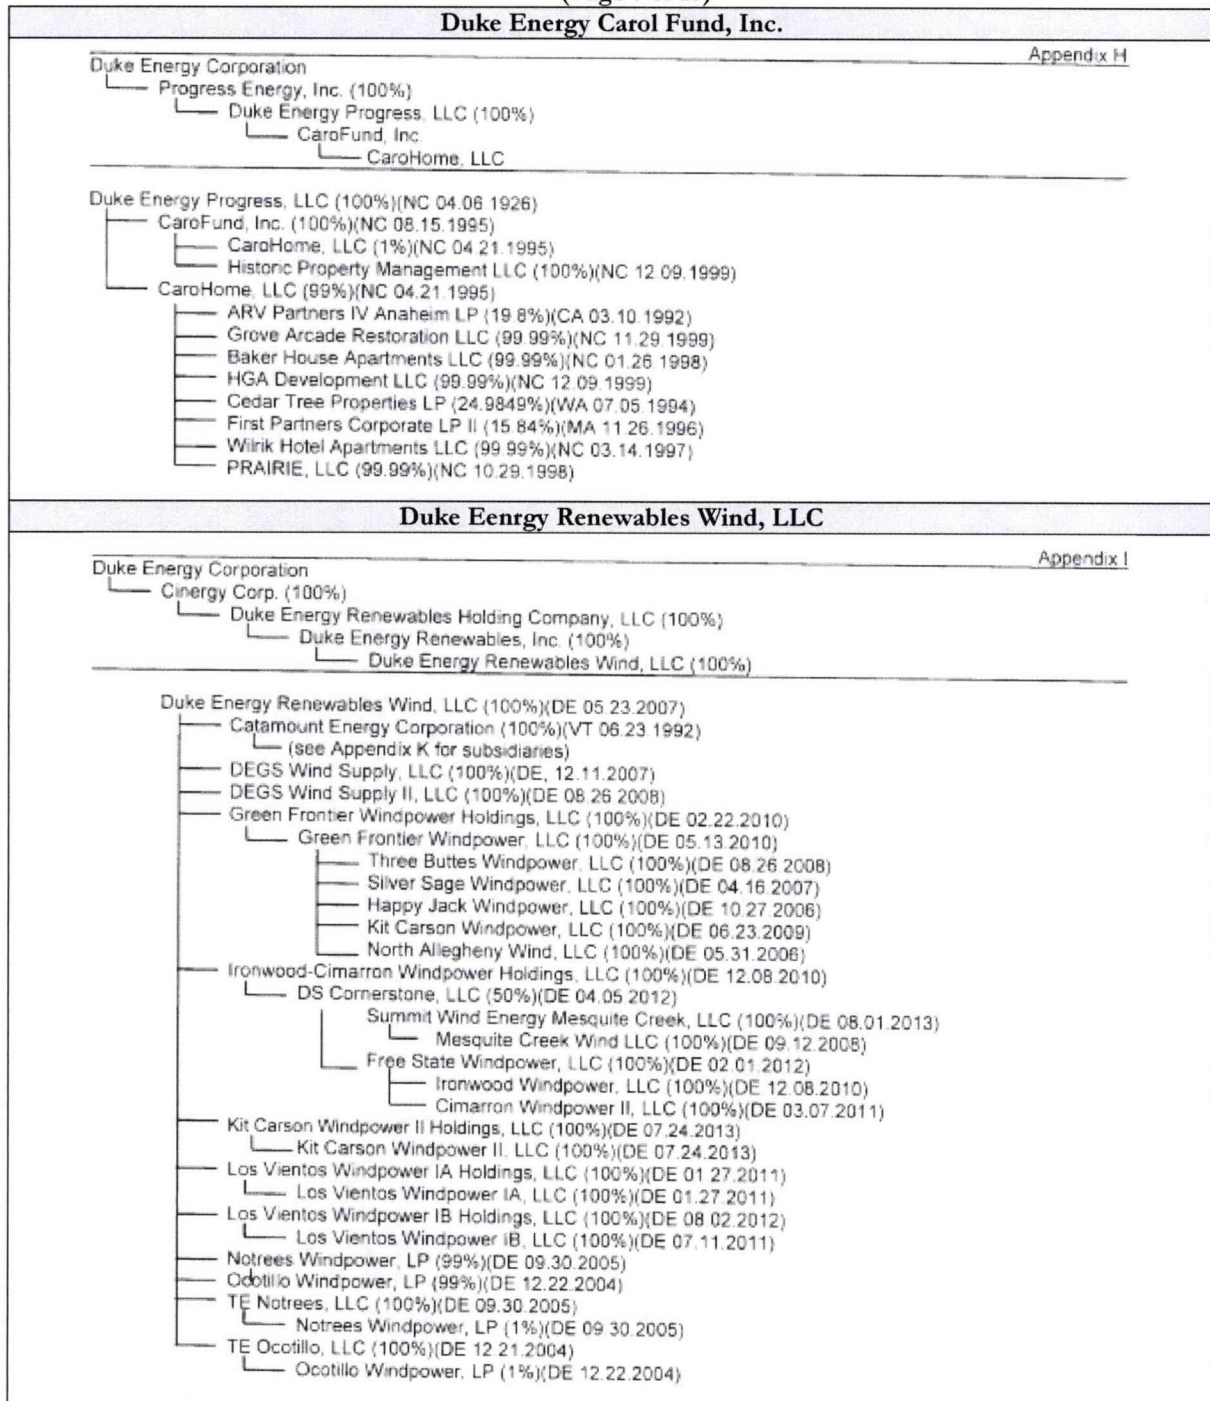 Duke Energy Carol Fund, Inc.
Appendix H
Duke Energy Corporation
Progress Energy, Inc. (100%)
Duke Energy Progress, LLC (100%)
CaroFund, Inc.
CaroHome, LLC
Duke Energy Progress, LLC (100%)(NC 04.06.1926)
CaroFund, Inc. (100%)(NC 08.15.1995)
CaroHome, LLC (1%)(NC 04.21.1995)
Historic Property Management LLC (100%)(NC 12.09.1999)
CaroHome, LLC (99%)(NC 04.21.1995)
ARV Partners IV Anaheim LP (19.8%)(CA 03.10.1992)
Grove Arcade Restoration LLC (99.99%)(NC 11.29.1999)
Baker House Apartments LLC (99.99%)(NC 01.26.1998)
HGA Development LLC (99.99%)(NC 12.09.1999)
Cedar Tree Properties LP (24.9849%)(WA 07.05.1994)
First Partners Corporate LP II (15.84%)(MA 11.26.1996)
Wilrik Hotel Apartments LLC (99.99%)(NC 03.14.1997)
PRAIRIE, LLC (99.99%)(NC 10.29.1998)
Duke Eenrgy Renewables Wind, LLC
Appendix I
Duke Energy Corporation
Cinergy Corp. (100%)
Duke Energy Renewables Holding Company, LLC (100%)
Duke Energy Renewables, Inc. (100%)
Duke Energy Renewables Wind, LLC (100%)
Duke Energy Renewables Wind, LLC (100%)(DE 05.23.2007)
Catamount Energy Corporation (100%)(VT 06.23.1992)
(see Appendix K for subsidiaries)
DEGS Wind Supply, LLC (100%)(DE, 12.11.2007)
DEGS Wind Supply II, LLC (100%)(DE 08.26.2008)
Green Frontier Windpower Holdings, LLC (100%)(DE 02.22.2010)
Green Frontier Windpower, LLC (100%)(DE 05.13.2010)
Three Buttes Windpower, LLC (100%)(DE 08.26.2008)
Silver Sage Windpower, LLC (100%)(DE 04.16.2007)
Happy Jack Windpower, LLC (100%)(DE 10.27.2006)
Kit Carson Windpower, LLC (100%)(DE 06.23.2009)
North Allegheny Wind, LLC (100%)(DE 05.31.2006)
Ironwood-Cimarron Windpower Holdings, LLC (100%)(DE 12.08.2010)
DS Cornerstone, LLC (50%)(DE 04.05.2012)
Summit Wind Energy Mesquite Creek, LLC (100%)(DE 08.01.2013)
Mesquite Creek Wind LLC (100%)(DE 09.12.2008)
Free State Windpower, LLC (100%)(DE 02.01.2012)
Ironwood Windpower, LLC (100%)(DE 12.08.2010)
Cimarron Windpower II, LLC (100%)(DE 03.07.2011)
Kit Carson Windpower II Holdings, LLC (100%)(DE 07.24.2013)
Kit Carson Windpower II, LLC (100%)(DE 07.24.2013)
Los Vientos Windpower IA Holdings, LLC (100%)(DE 01.27.2011)
Los Vientos Windpower IA, LLC (100%)(DE 01.27.2011)
Los Vientos Windpower IB Holdings, LLC (100%)(DE 08.02.2012)
Los Vientos Windpower IB, LLC (100%)(DE 07.11.2011)
Notrees Windpower, LP (99%)(DE 09.30.2005)
Ocotillo Windpower, LP (99%)(DE 12.22.2004)
TE Notrees, LLC (100%)(DE 09.30.2005)
Notrees Windpower, LP (1%)(DE 09.30.2005)
TE Ocotillo, LLC (100%)(DE 12.21.2004)
Ocotillo Windpower, LP (1%)(DE 12.22.2004)